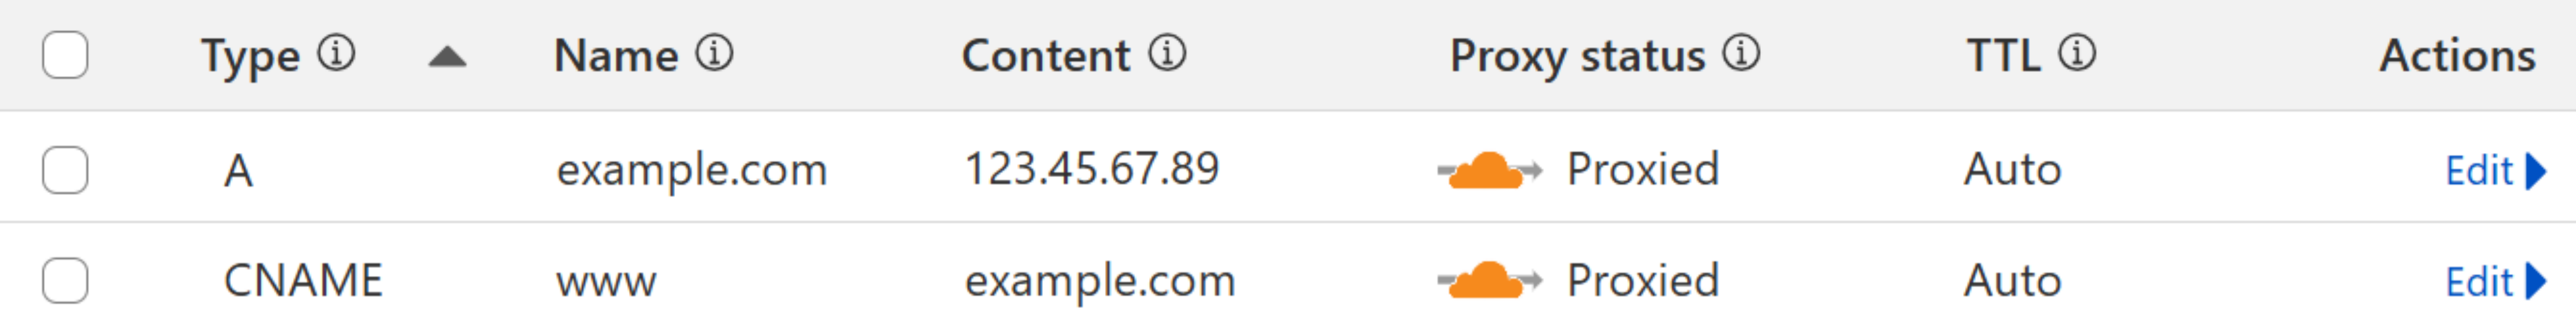 Type Name Content Proxy status TTL Actions
A example.com 123.45.67.89 Proxied Auto Edit
CNAME www example.com Proxied Auto Edit